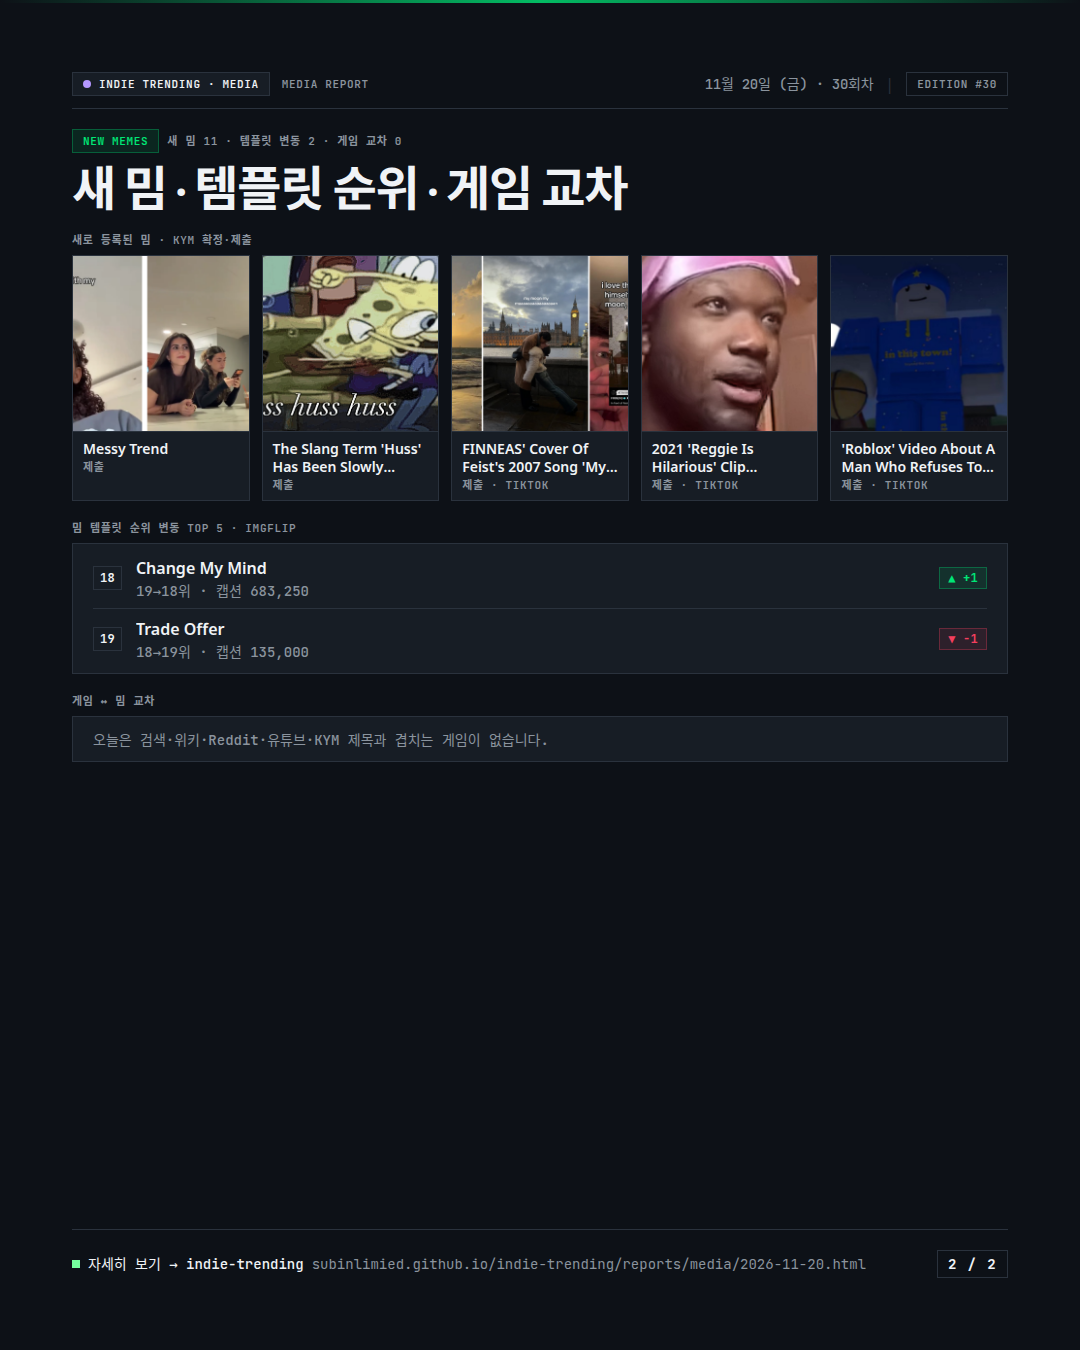 INDIE TRENDING · MEDIA
MEDIA REPORT
11월 20일 (금) · 30회차
EDITION #30
NEW MEMES
새 밈 11 · 템플릿 변동 2 · 게임 교차 0
새 밈·템플릿 순위·게임 교차
새로 등록된 밈 · KYM 확정·제출
th my
ss huss huss
i love th
himself
moon
in this town!
Messy Trend
제출
The Slang Term 'Huss'
Has Been Slowly...
제출
FINNEAS' Cover Of
Feist's 2007 Song 'My...
제출 · TIKTOK
2021 'Reggie Is
Hilarious' Clip...
제출 · TIKTOK
'Roblox' Video About A
Man Who Refuses To...
제출 · TIKTOK
밈 템플릿 순위 변동 TOP 5 · IMGFLIP
18
Change My Mind
19→18위 · 캡션 683,250
▲ +1
19
Trade Offer
18→19위 · 캡션 135,000
▼ -1
게임 ↔ 밈 교차
오늘은 검색·위키·Reddit·유튜브·KYM 제목과 겹치는 게임이 없습니다.
자세히 보기 → indie-trending subinlimied.github.io/indie-trending/reports/media/2026-11-20.html
2 / 2